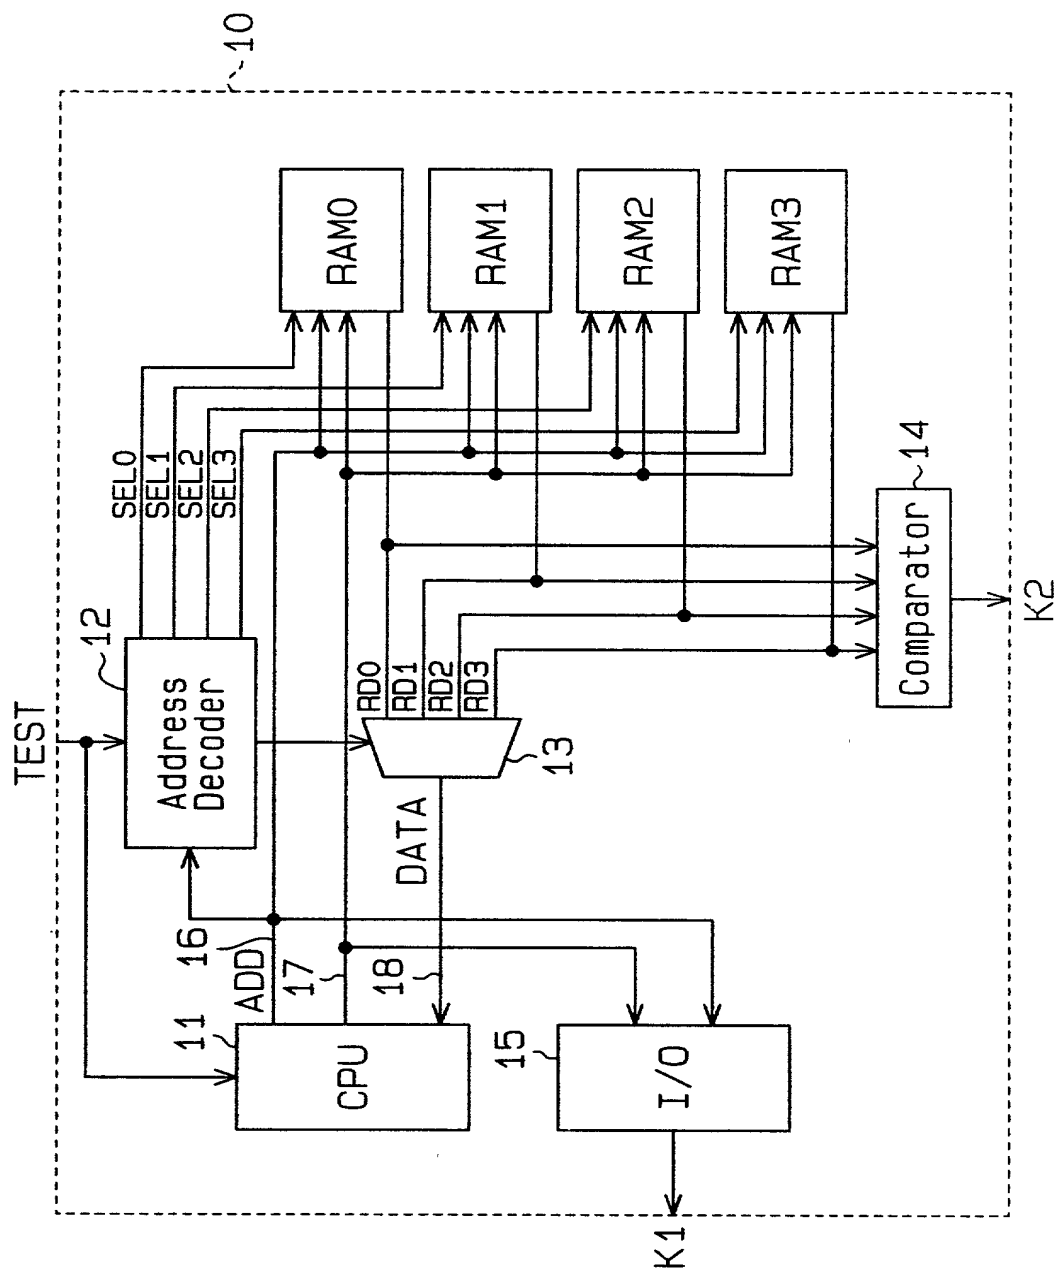 10
TEST
12
Address
Decoder
SEL0
SEL1
SEL2
SEL3
RAM0
RAM1
RAM2
RAM3
11
CPU
16
ADD
17
18
DATA
13
RD0
RD1
RD2
RD3
14
Comparator
15
I/O
K1
K2